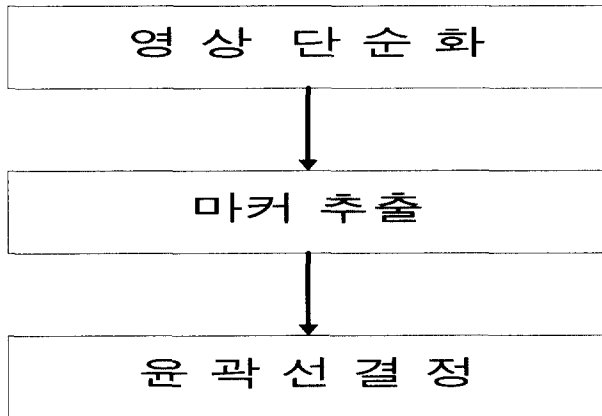 영 상 단 순 화
마커 추출
윤 곽 선 결 정